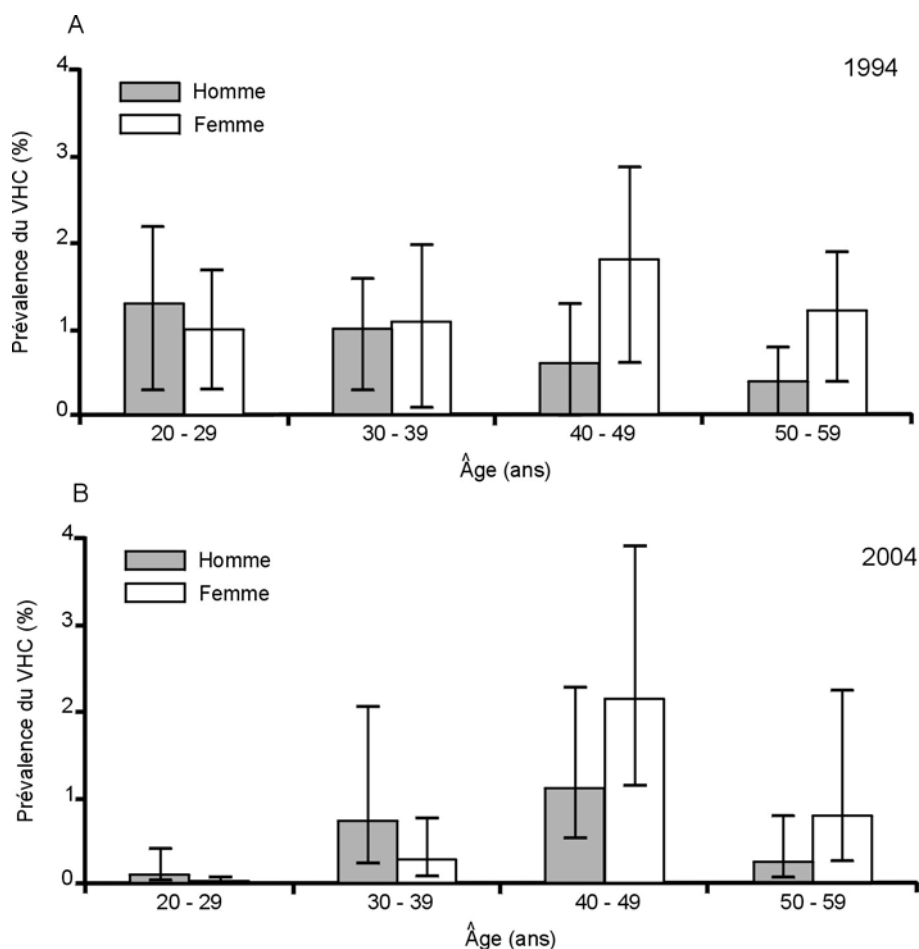 A
1994
Homme
Femme
Prévalence du VHC (%)
4
3
2
1
0
20 - 29
30 - 39
40 - 49
50 - 59
Âge (ans)
B
2004
Homme
Femme
Prévalence du VHC (%)
4
3
2
1
0
20 - 29
30 - 39
40 - 49
50 - 59
Âge (ans)